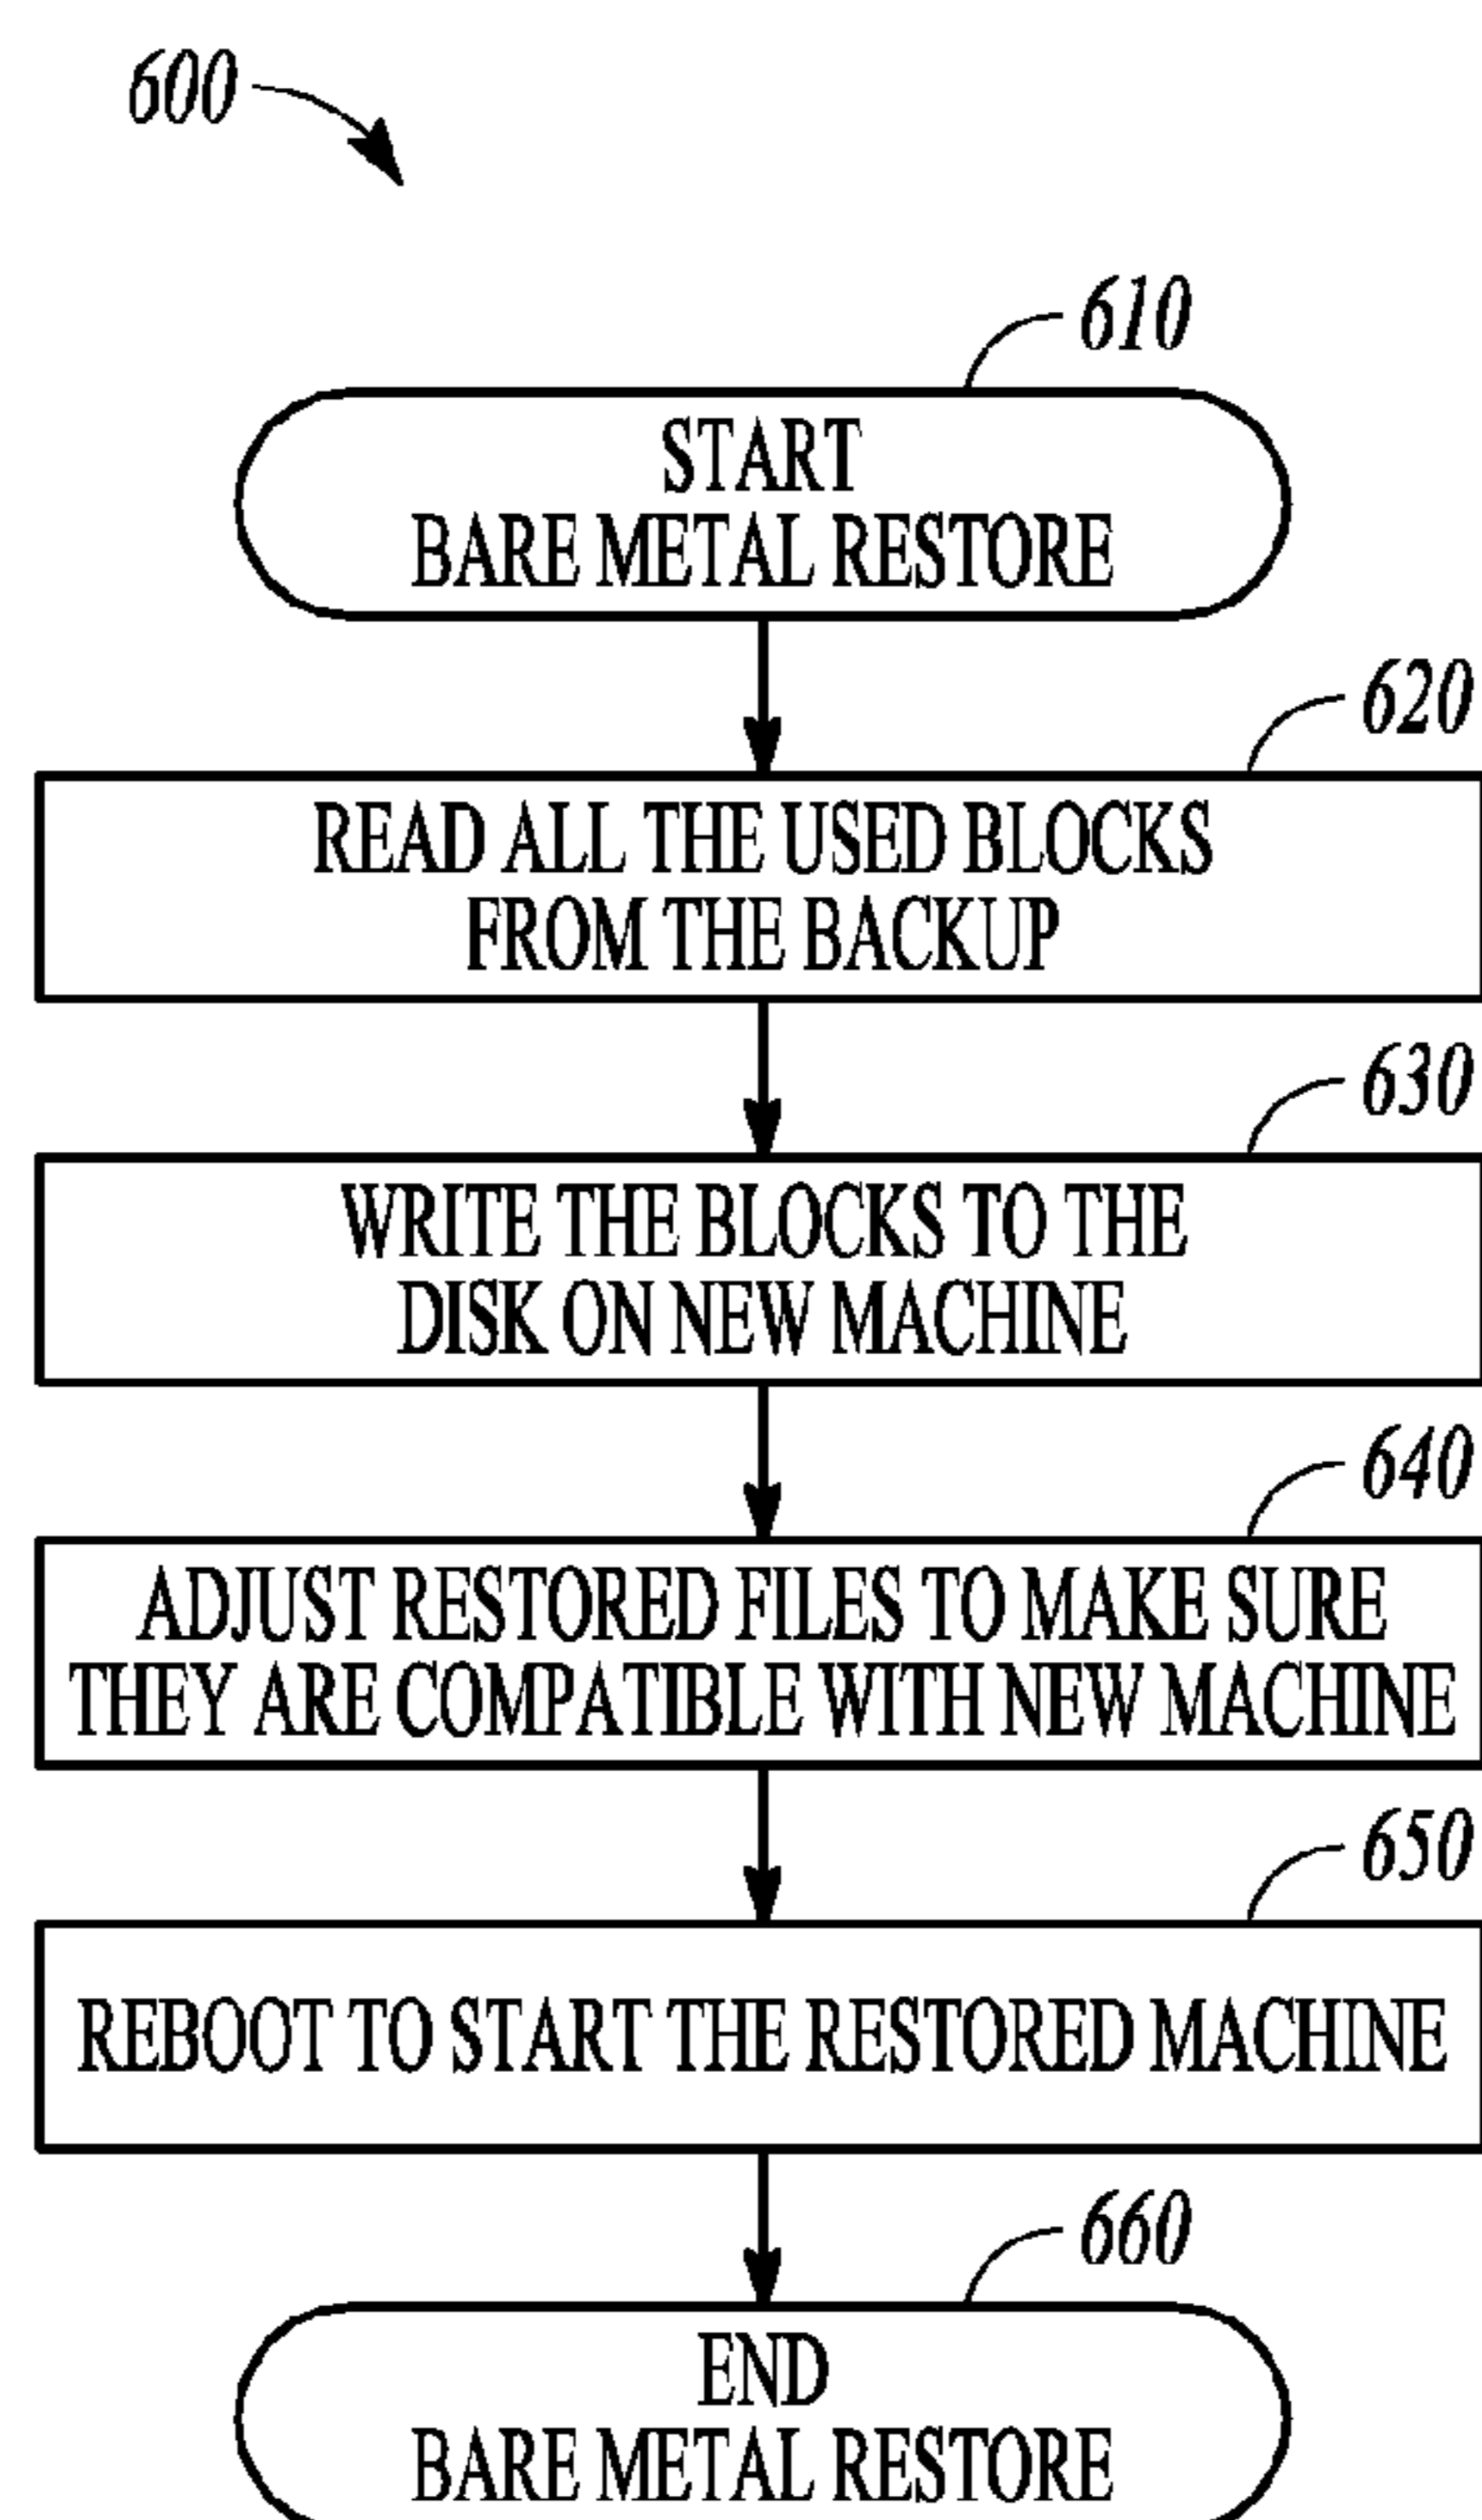 600
610
START
BARE METAL RESTORE
620
READ ALL THE USED BLOCKS
FROM THE BACKUP
630
WRITE THE BLOCKS TO THE
DISK ON NEW MACHINE
640
ADJUST RESTORED FILES TO MAKE SURE
THEY ARE COMPATIBLE WITH NEW MACHINE
650
REBOOT TO START THE RESTORED MACHINE
660
END
BARE METAL RESTORE